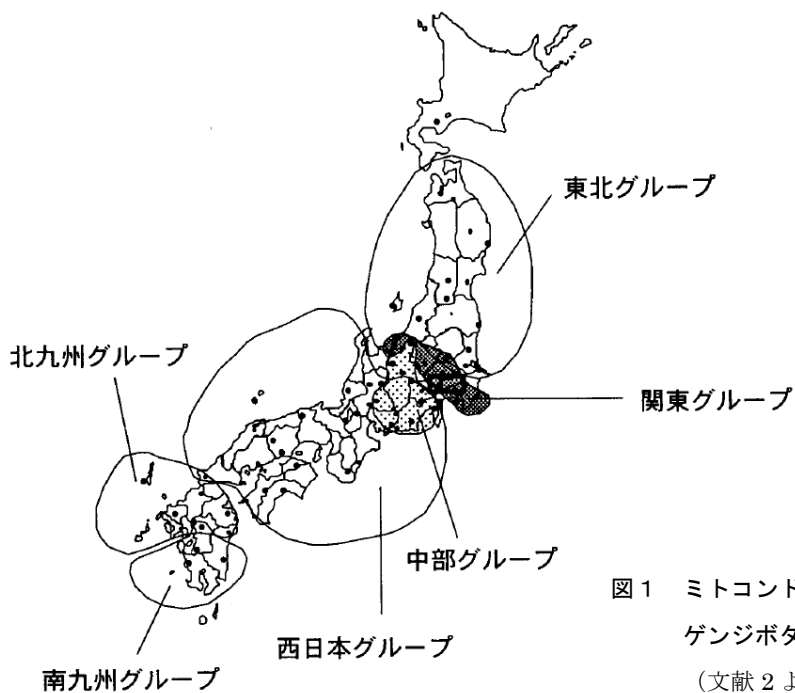 東北グループ
北九州グループ
関東グループ
中部グループ
西日本グループ
南九州グループ
図1 ミトコンド
ゲンジボタ
(文献2よ